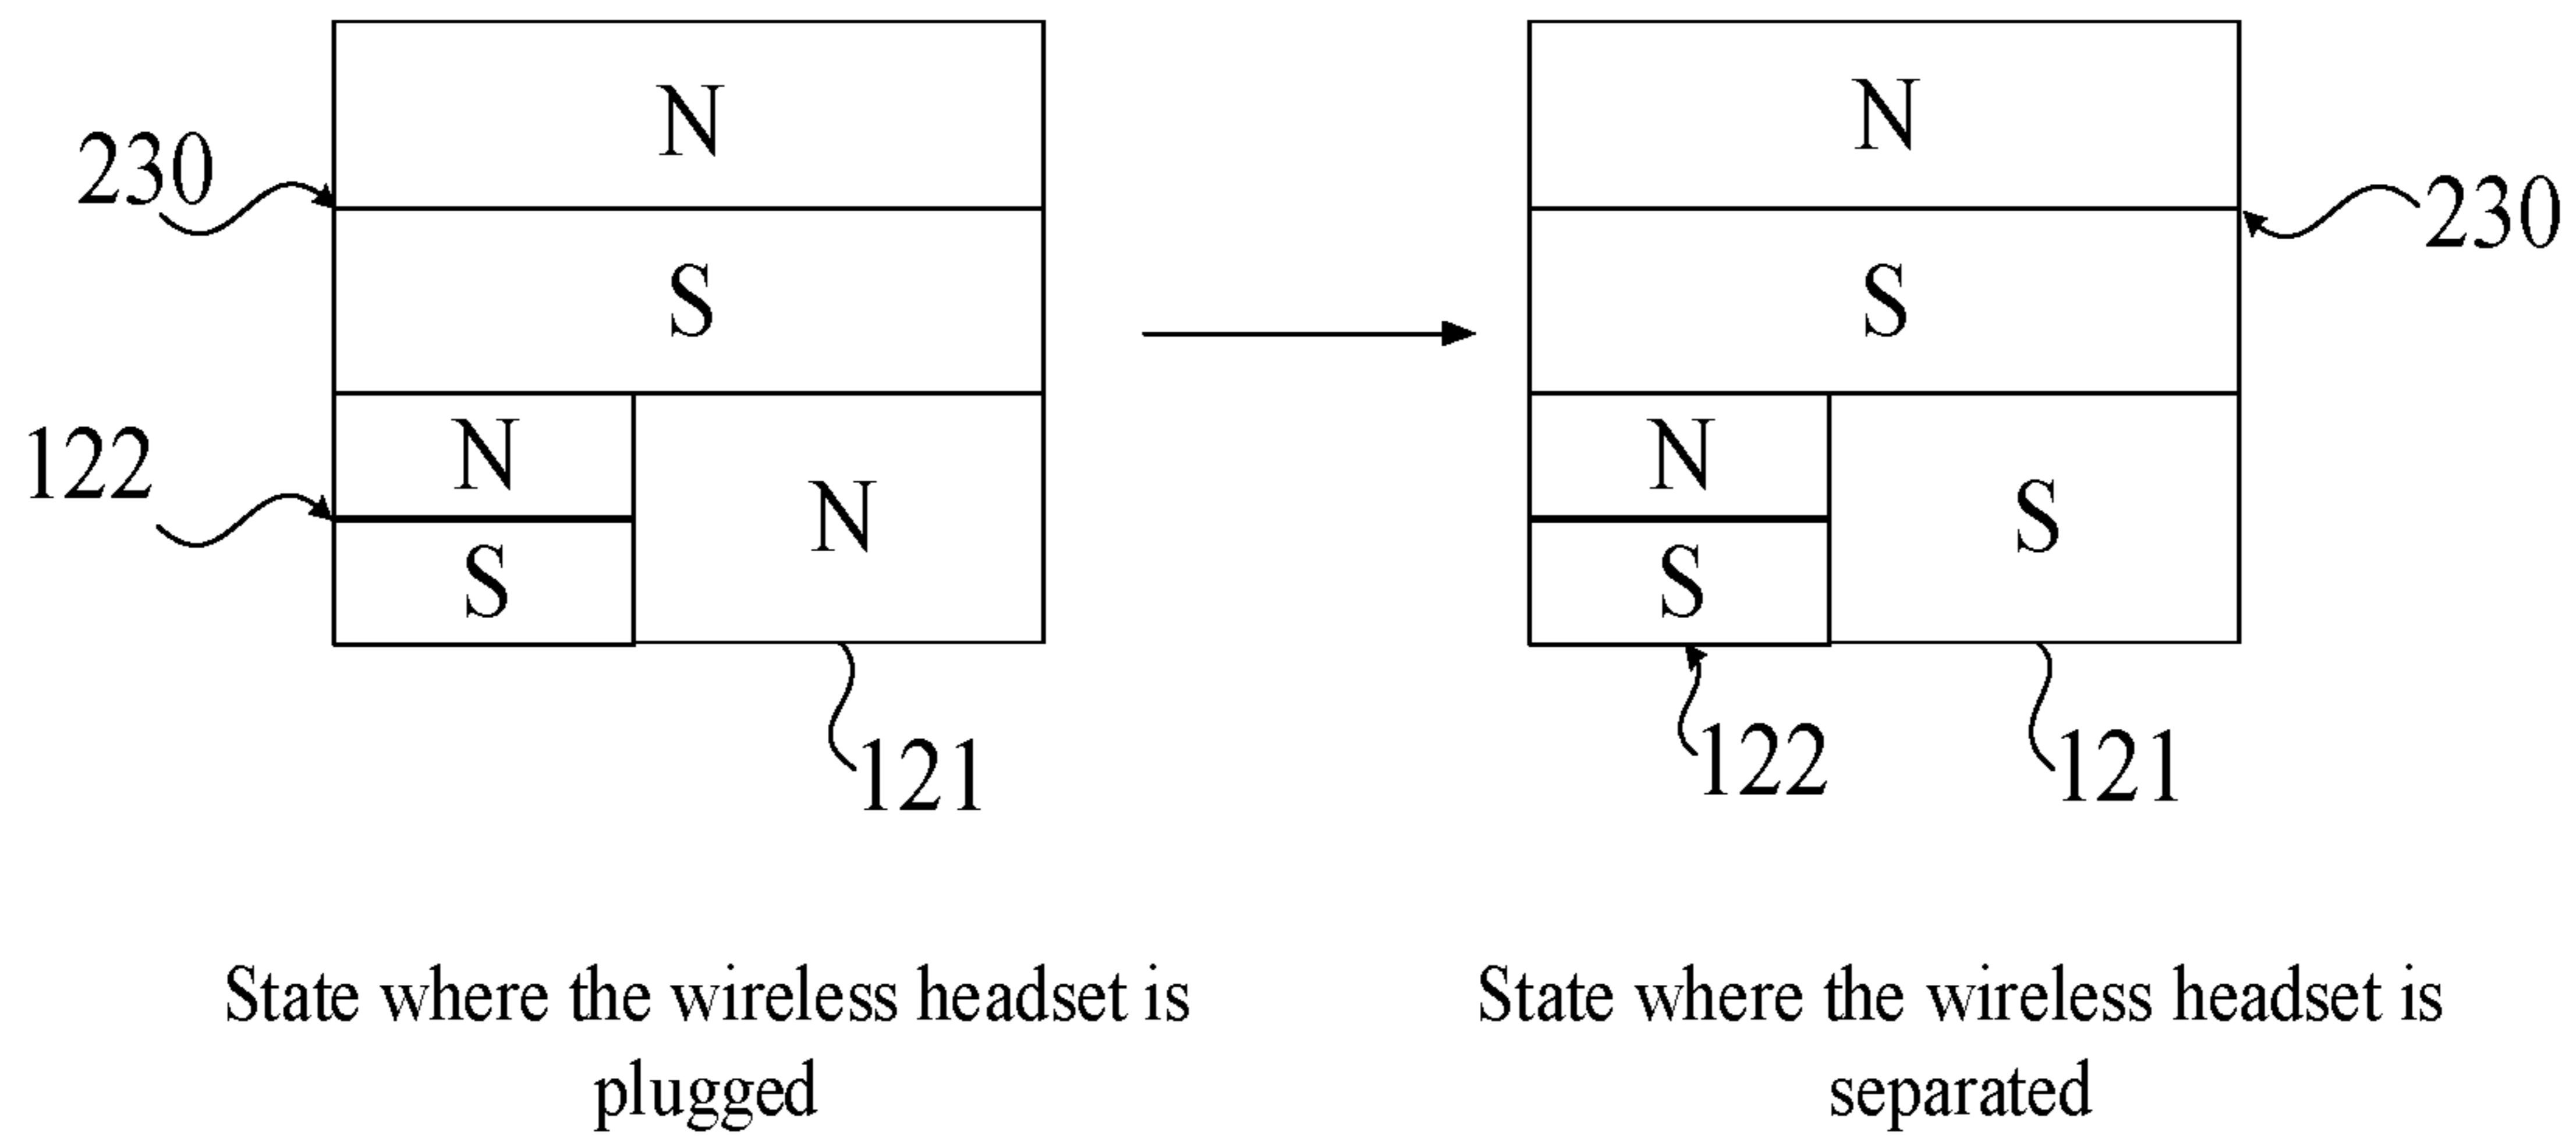 N
N
230
230
S
S
122
N
N
N
S
S
S
121
122
121
State where the wireless headset is
plugged
State where the wireless headset is
separated